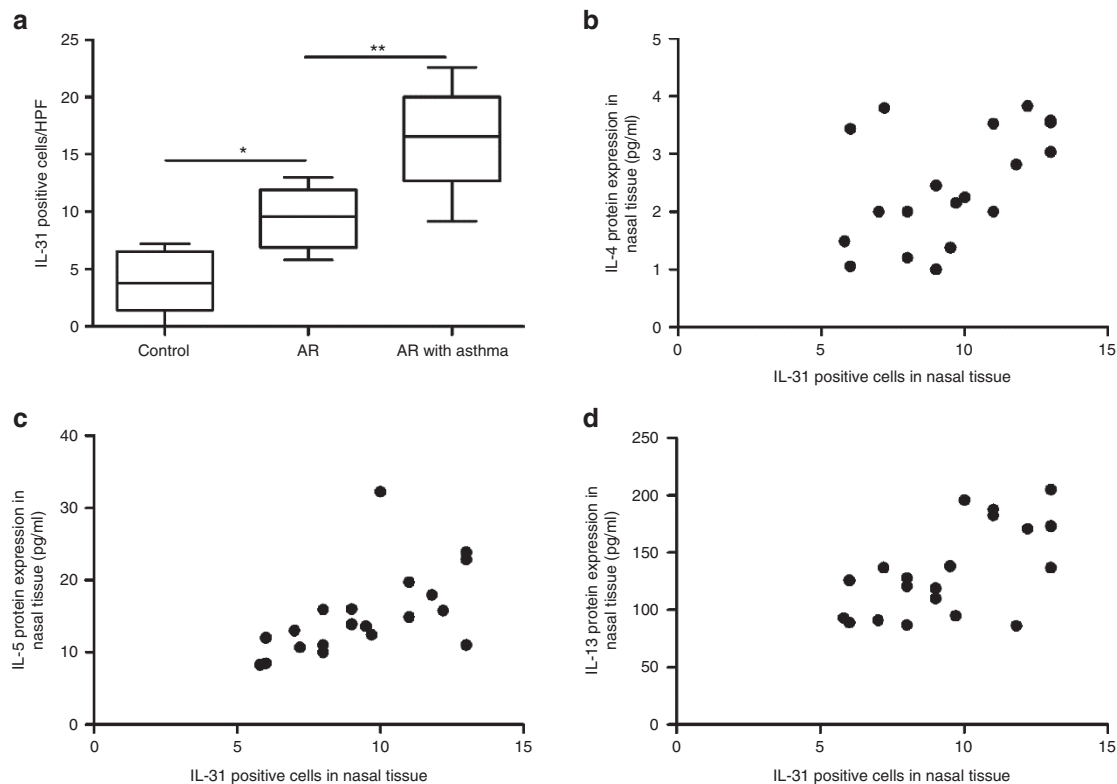 a
25
20
15
10
5
0
IL-31 positive cells/HPF
*
**
Control
AR
AR with asthma
b
5
4
3
2
1
0
IL-4 protein expression in
nasal tissue (pg/ml)
0
5
10
15
IL-31 positive cells in nasal tissue
c
40
30
20
10
0
IL-5 protein expression in
nasal tissue (pg/ml)
0
5
10
15
IL-31 positive cells in nasal tissue
d
250
200
150
100
50
0
IL-13 protein expression in
nasal tissue (pg/ml)
0
5
10
15
IL-31 positive cells in nasal tissue